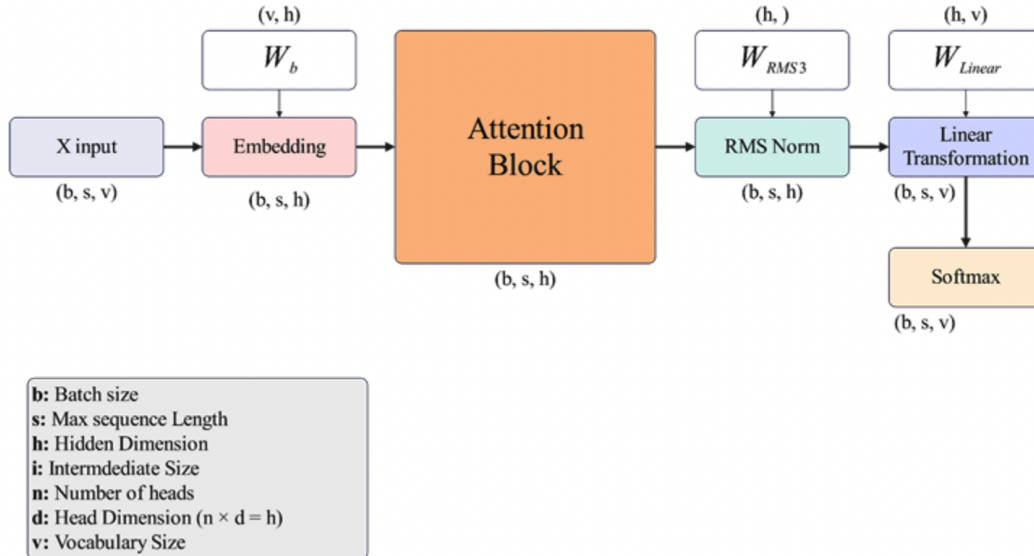 (v, h)
(h, )
(h, v)
W_b
W_RMS3
W_Linear
X input
Embedding
Attention
Block
RMS Norm
Linear
Transformation
(b, s, v)
(b, s, h)
(b, s, h)
(b, s, h)
(b, s, v)
Softmax
(b, s, v)
b: Batch size
s: Max sequence Length
h: Hidden Dimension
i: Intermdediate Size
n: Number of heads
d: Head Dimension (n × d = h)
v: Vocabulary Size